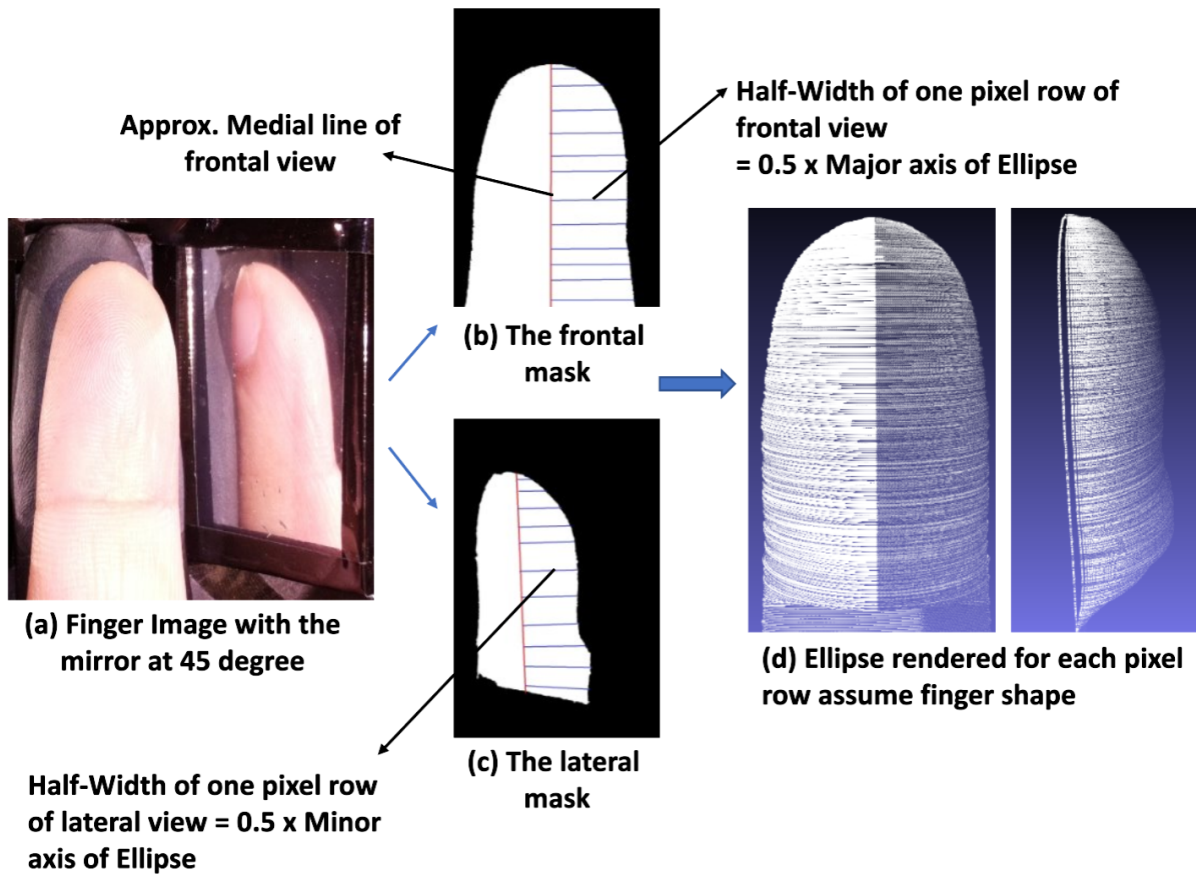 Approx. Medial line of
frontal view
Half-Width of one pixel row of
frontal view
= 0.5 x Major axis of Ellipse
(b) The frontal
mask
(a) Finger Image with the
mirror at 45 degree
(d) Ellipse rendered for each pixel
row assume finger shape
(c) The lateral
mask
Half-Width of one pixel row
of lateral view = 0.5 x Minor
axis of Ellipse